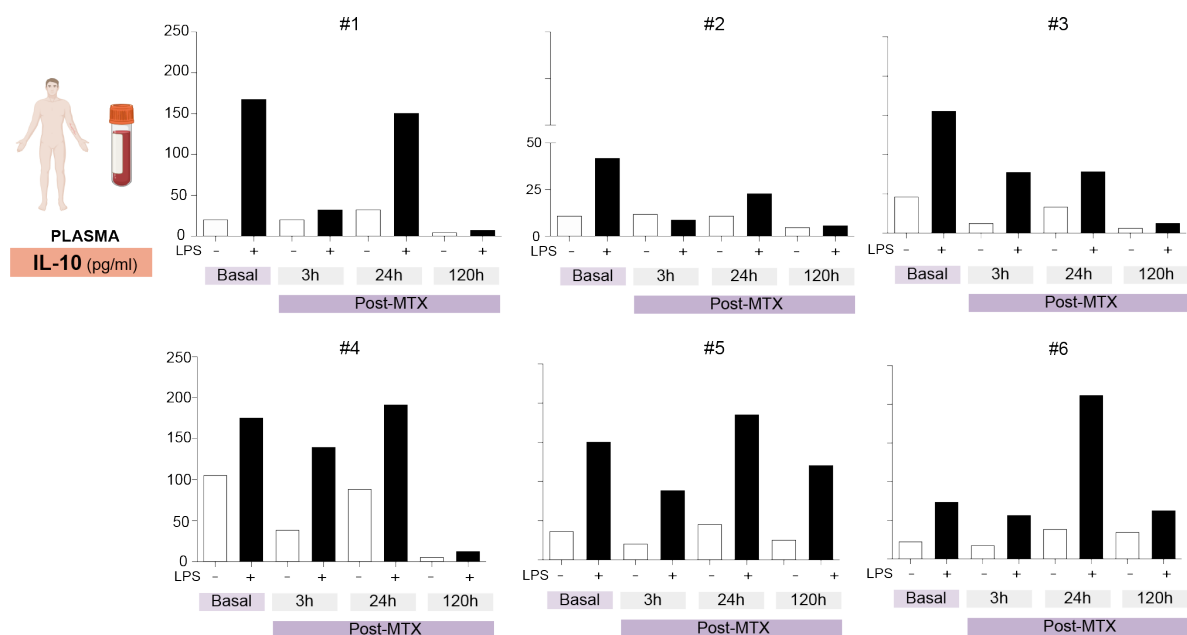 #1
#2
#3
250
200
150
100
50
0
50
25
0
LPS – + – + – + – +
– + – + – + – +
LPS – + – + – + – +
Basal 3h 24h 120h
Basal 3h 24h 120h
Basal 3h 24h 120h
Post-MTX
Post-MTX
Post-MTX
PLASMA
IL-10 (pg/ml)
#4
#5
#6
250
200
150
100
50
0
LPS – + – + – + – +
LPS – + – + – + – +
LPS – + – + – + – +
Basal 3h 24h 120h
Basal 3h 24h 120h
Basal 3h 24h 120h
Post-MTX
Post-MTX
Post-MTX